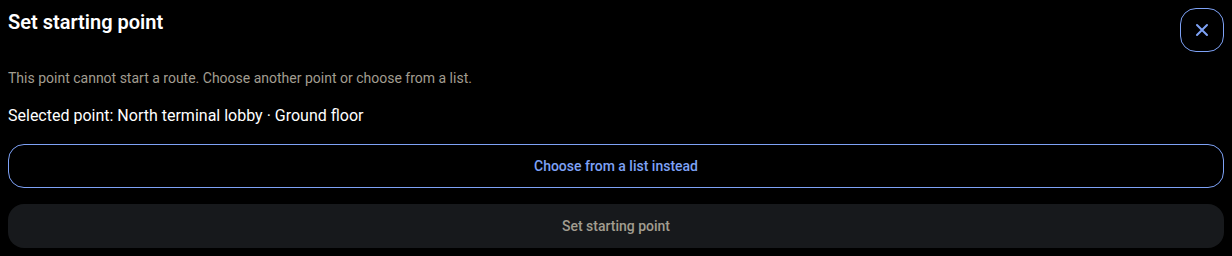 Set starting point
This point cannot start a route. Choose another point or choose from a list.
Selected point: North terminal lobby · Ground floor
Choose from a list instead
Set starting point